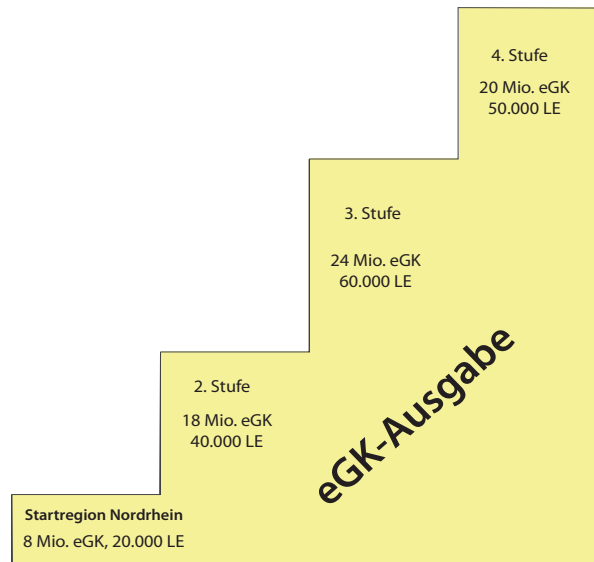 4. Stufe
20 Mio. eGK
50.000 LE
3. Stufe
24 Mio. eGK
60.000 LE
2. Stufe
18 Mio. eGK
40.000 LE
eGK-Ausgabe
Startregion Nordrhein
8 Mio. eGK, 20.000 LE